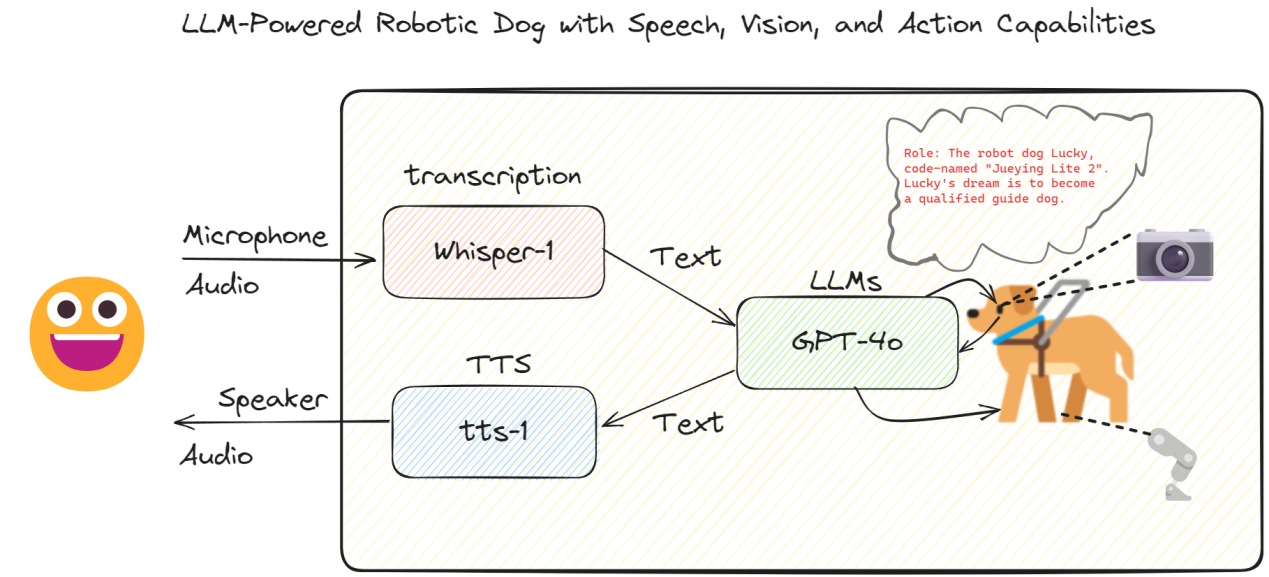 LLM-Powered Robotic Dog with Speech, Vision, and Action Capabilities
Role: The robot dog Lucky,
code-named "Jueying Lite 2".
Lucky's dream is to become
a qualified guide dog.
transcription
Microphone
Whisper-1
Audio
Text
LLMs
GPT-4o
TTS
Speaker
tts-1
Text
Audio